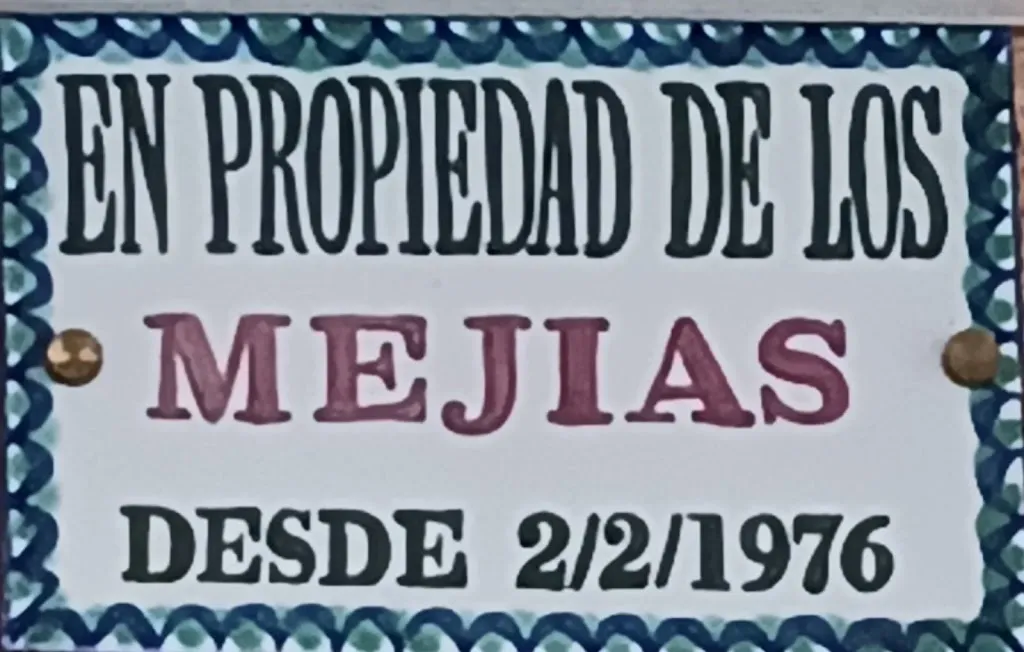 EN PROPIEDAD DE LOS
MEJIAS
DESDE 2/2/1976